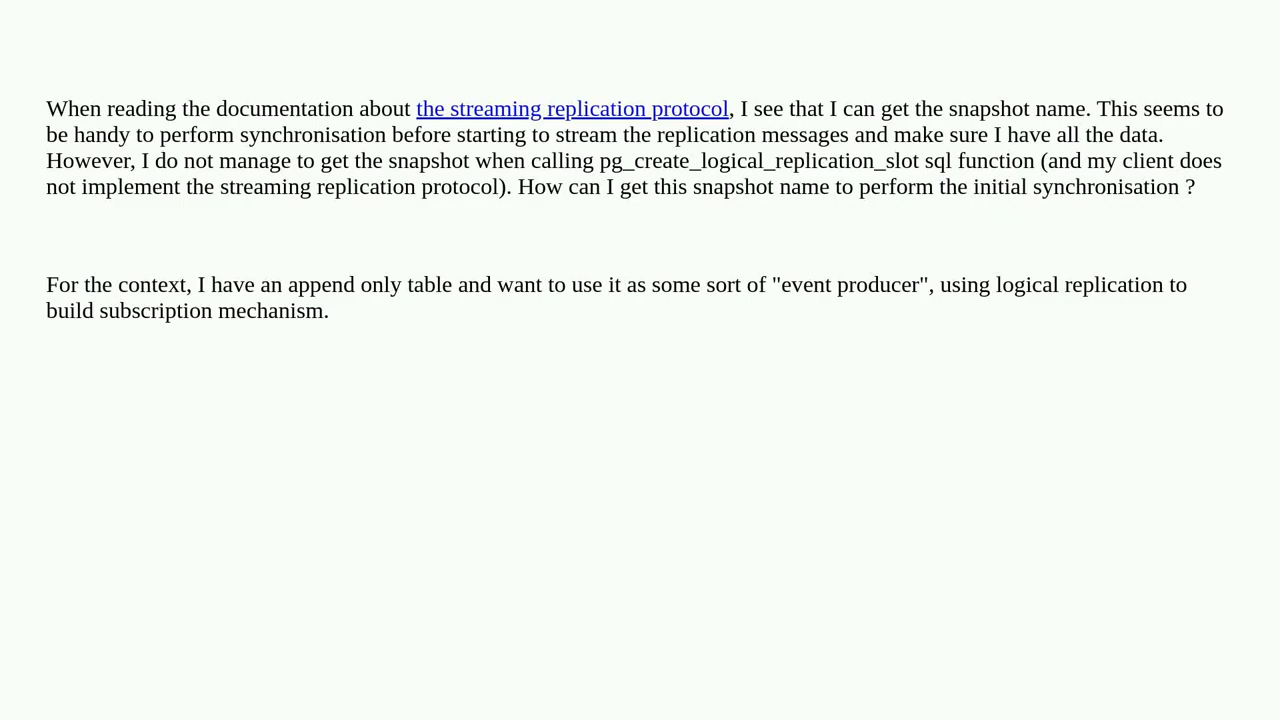 When reading the documentation about the streaming replication protocol, I see that I can get the snapshot name. This seems to
be handy to perform synchronisation before starting to stream the replication messages and make sure I have all the data.
However, I do not manage to get the snapshot when calling pg_create_logical_replication_slot sql function (and my client does
not implement the streaming replication protocol). How can I get this snapshot name to perform the initial synchronisation ?
For the context, I have an append only table and want to use it as some sort of "event producer", using logical replication to
build subscription mechanism.